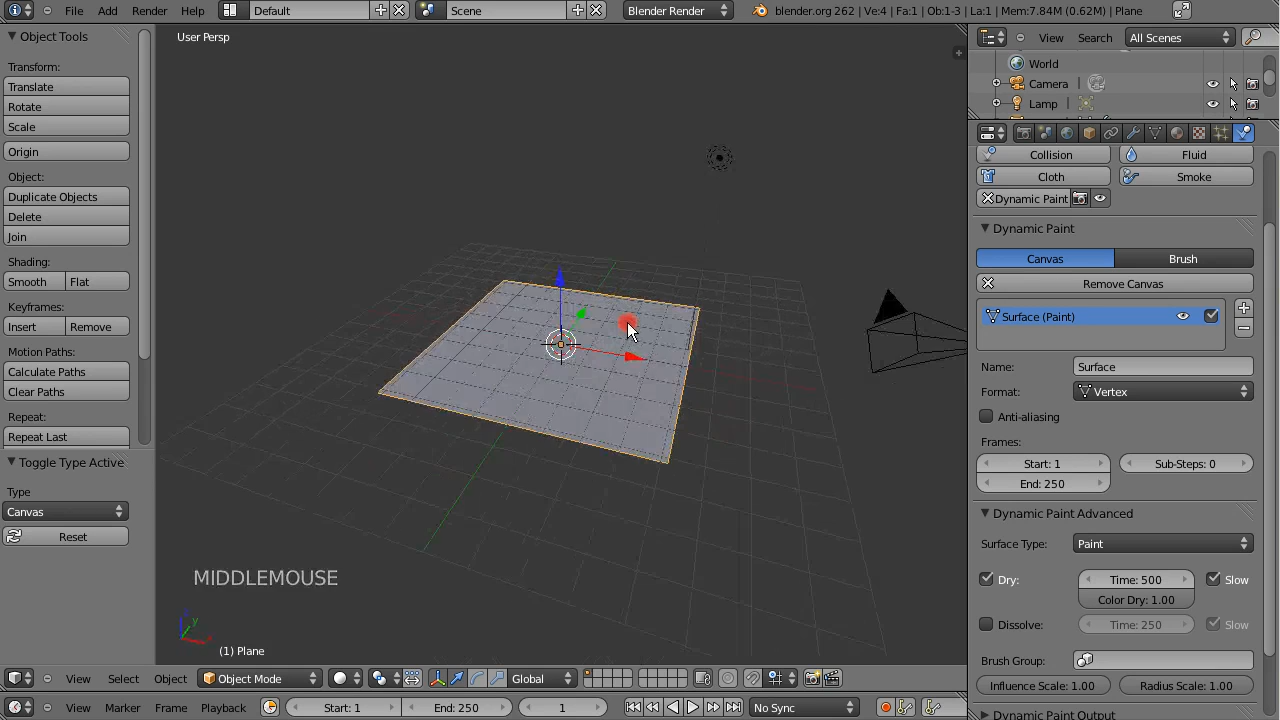 File Add Render Help Default Scene Blender Render blender.org 262 | Ve:4 | Fa:1 | Ob:1-3 | La:1 | Mem:7.84M (0.62M) | Plane
Object Tools
Transform:
Translate
Rotate
Scale
Origin
Object:
Duplicate Objects
Delete
Join
Shading:
Smooth Flat
Keyframes:
Insert Remove
Motion Paths:
Calculate Paths
Clear Paths
Repeat:
Repeat Last
Toggle Type Active
Type
Canvas
Reset
User Persp
MIDDLEMOUSE
x
y
(1) Plane
View Select Object Object Mode Global
View Marker Frame Playback Start: 1 End: 250 1 No Sync
View Search All Scenes
World
Camera
Lamp
Collision Fluid
Cloth Smoke
Dynamic Paint
Dynamic Paint
Canvas Brush
Remove Canvas
Surface (Paint)
Name: Surface
Format: Vertex
Anti-aliasing
Frames:
Start: 1 Sub-Steps: 0
End: 250
Dynamic Paint Advanced
Surface Type: Paint
Dry: Time: 500 Slow
Color Dry: 1.00
Dissolve: Time: 250 Slow
Brush Group:
Influence Scale: 1.00 Radius Scale: 1.00
Dynamic Paint Output